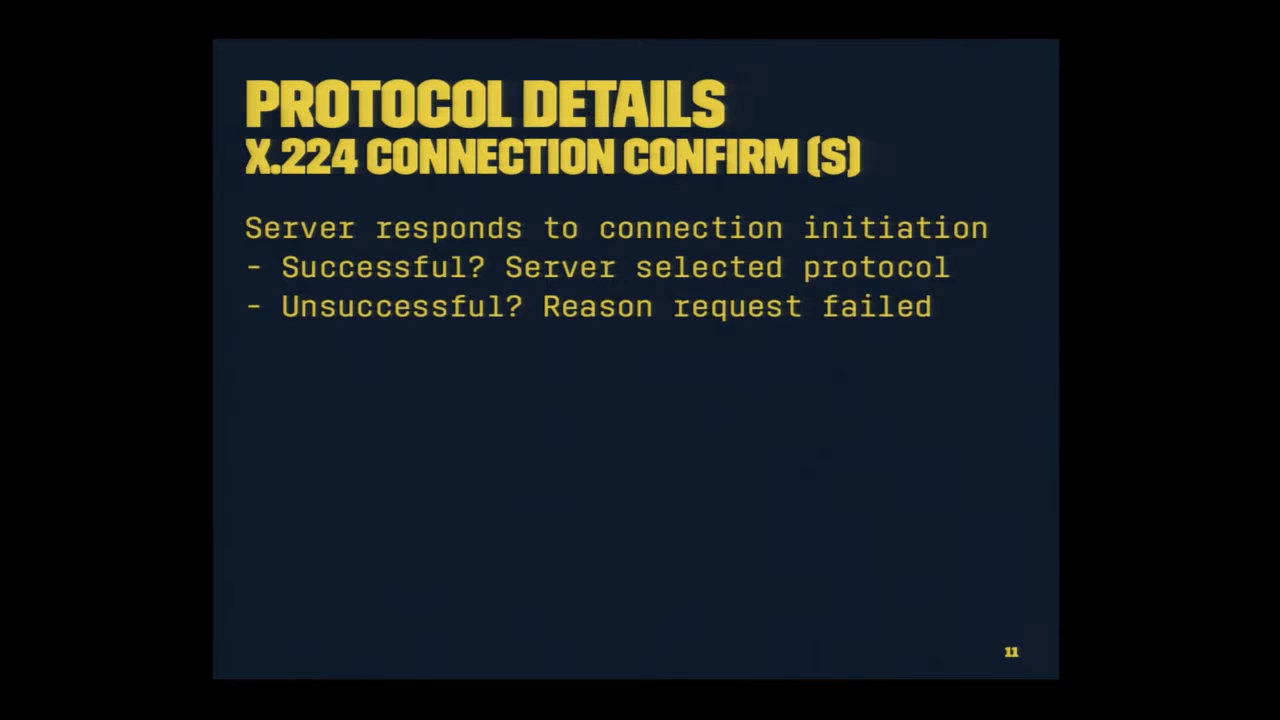 PROTOCOL DETAILS
X.224 CONNECTION CONFIRM (S)
Server responds to connection initiation
- Successful? Server selected protocol
- Unsuccessful? Reason request failed
11